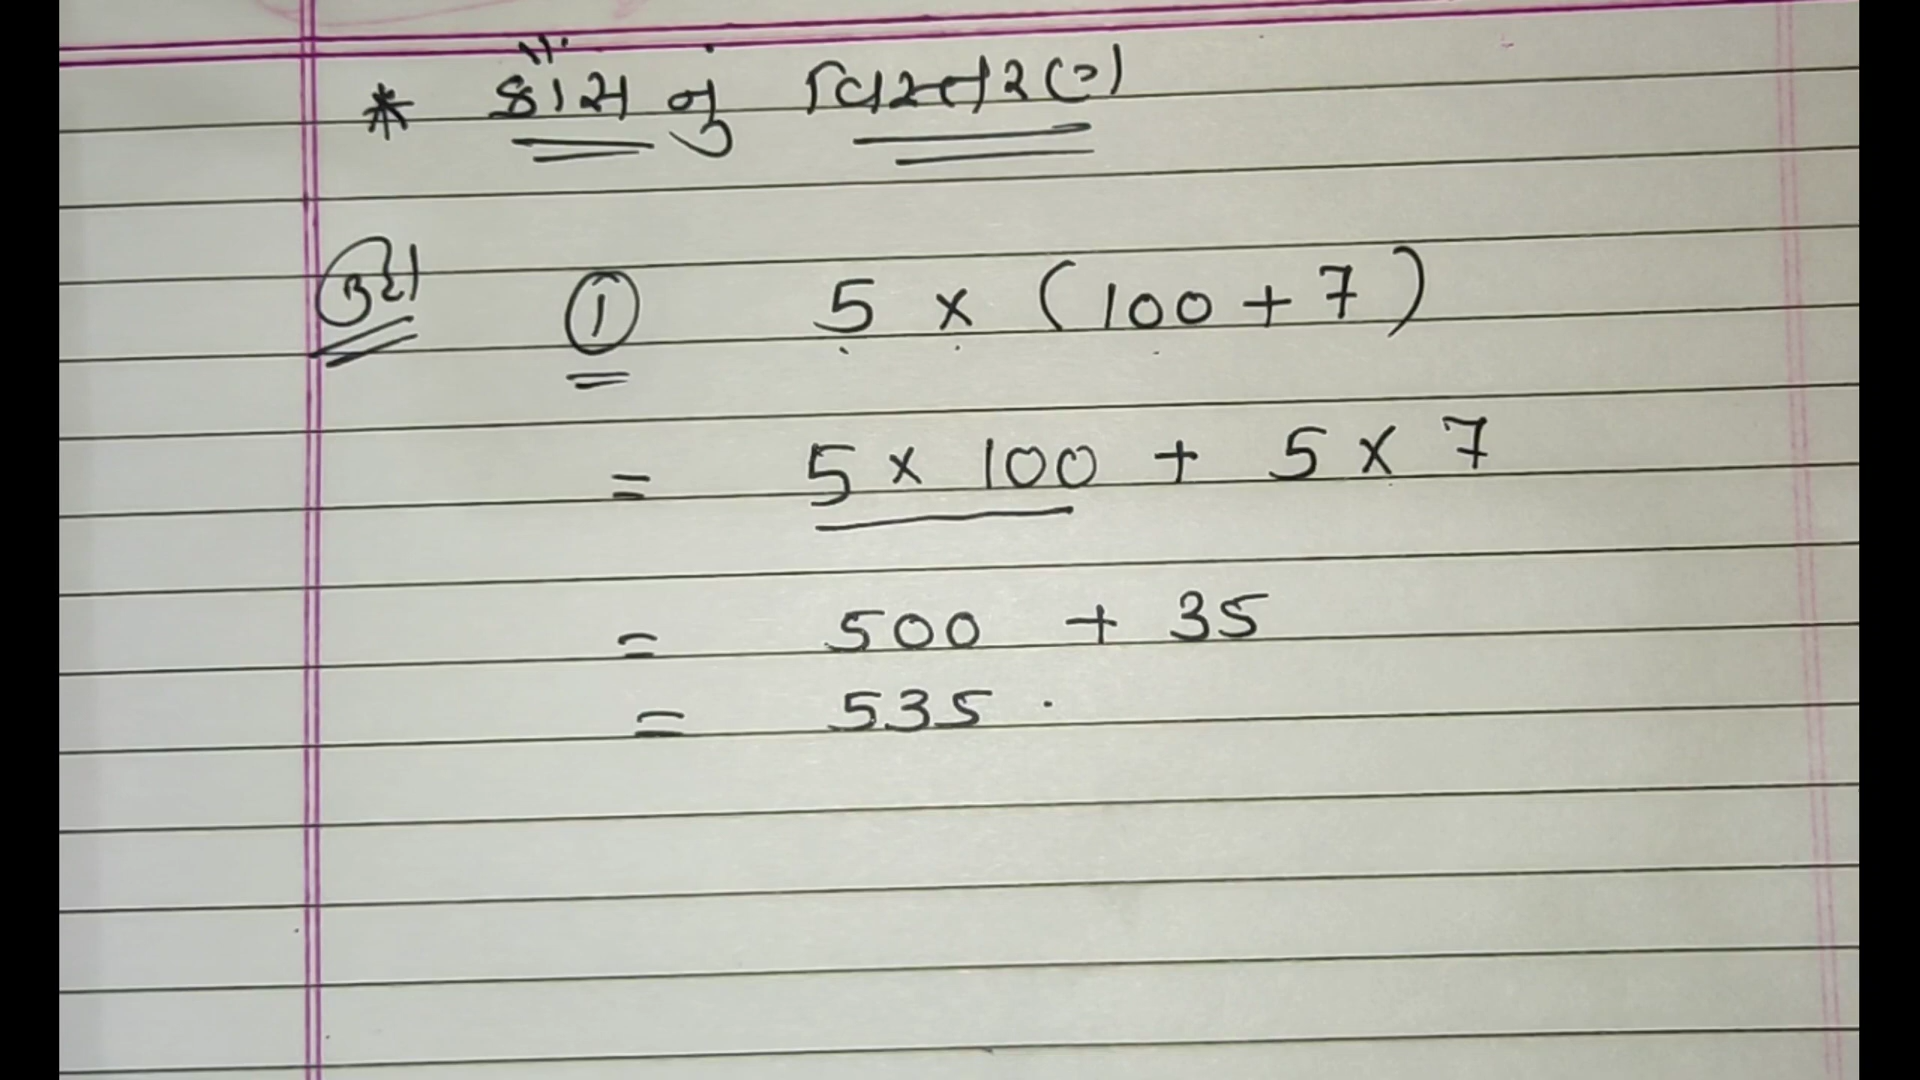 * કૌંસ નું વિસ્તરણ
ઉદા ① 5 × (100 + 7)
= 5 × 100 + 5 × 7
= 500 + 35
= 535 .